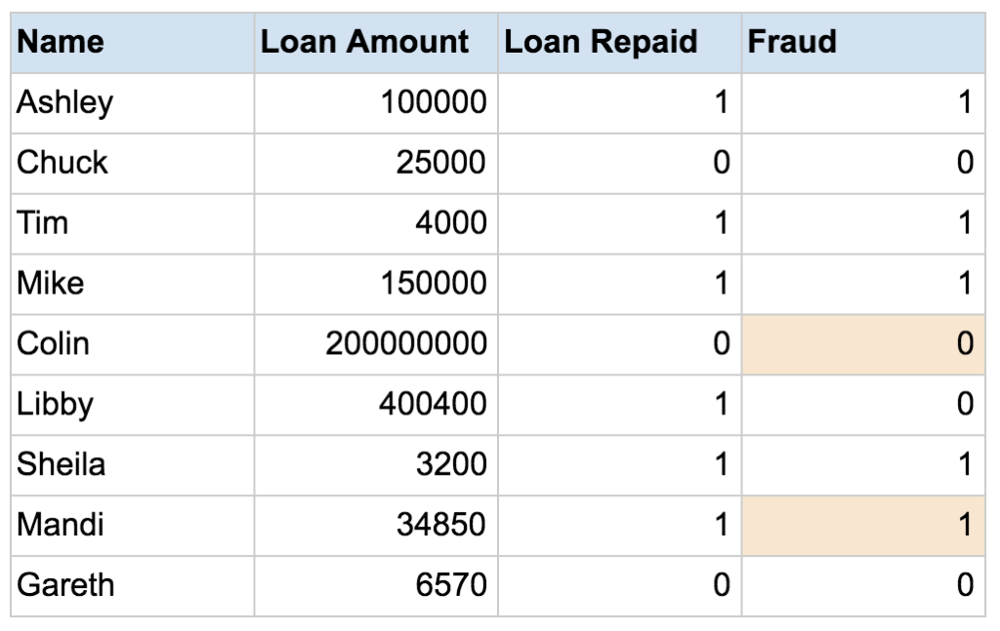 Name Loan Amount Loan Repaid Fraud
Ashley 100000 1 1
Chuck 25000 0 0
Tim 4000 1 1
Mike 150000 1 1
Colin 200000000 0 0
Libby 400400 1 0
Sheila 3200 1 1
Mandi 34850 1 1
Gareth 6570 0 0